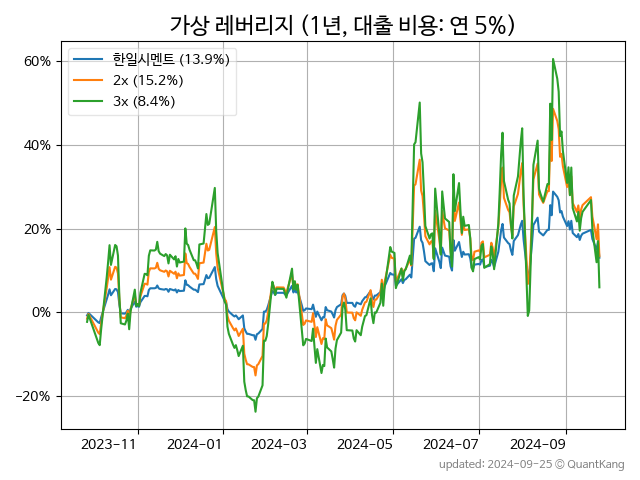 가상 레버리지 (1년, 대출 비용: 연 5%)
한일시멘트 (13.9%)
2x (15.2%)
3x (8.4%)
60%
40%
20%
0%
−20%
2023-11
2024-01
2024-03
2024-05
2024-07
2024-09
updated: 2024-09-25 © QuantKang